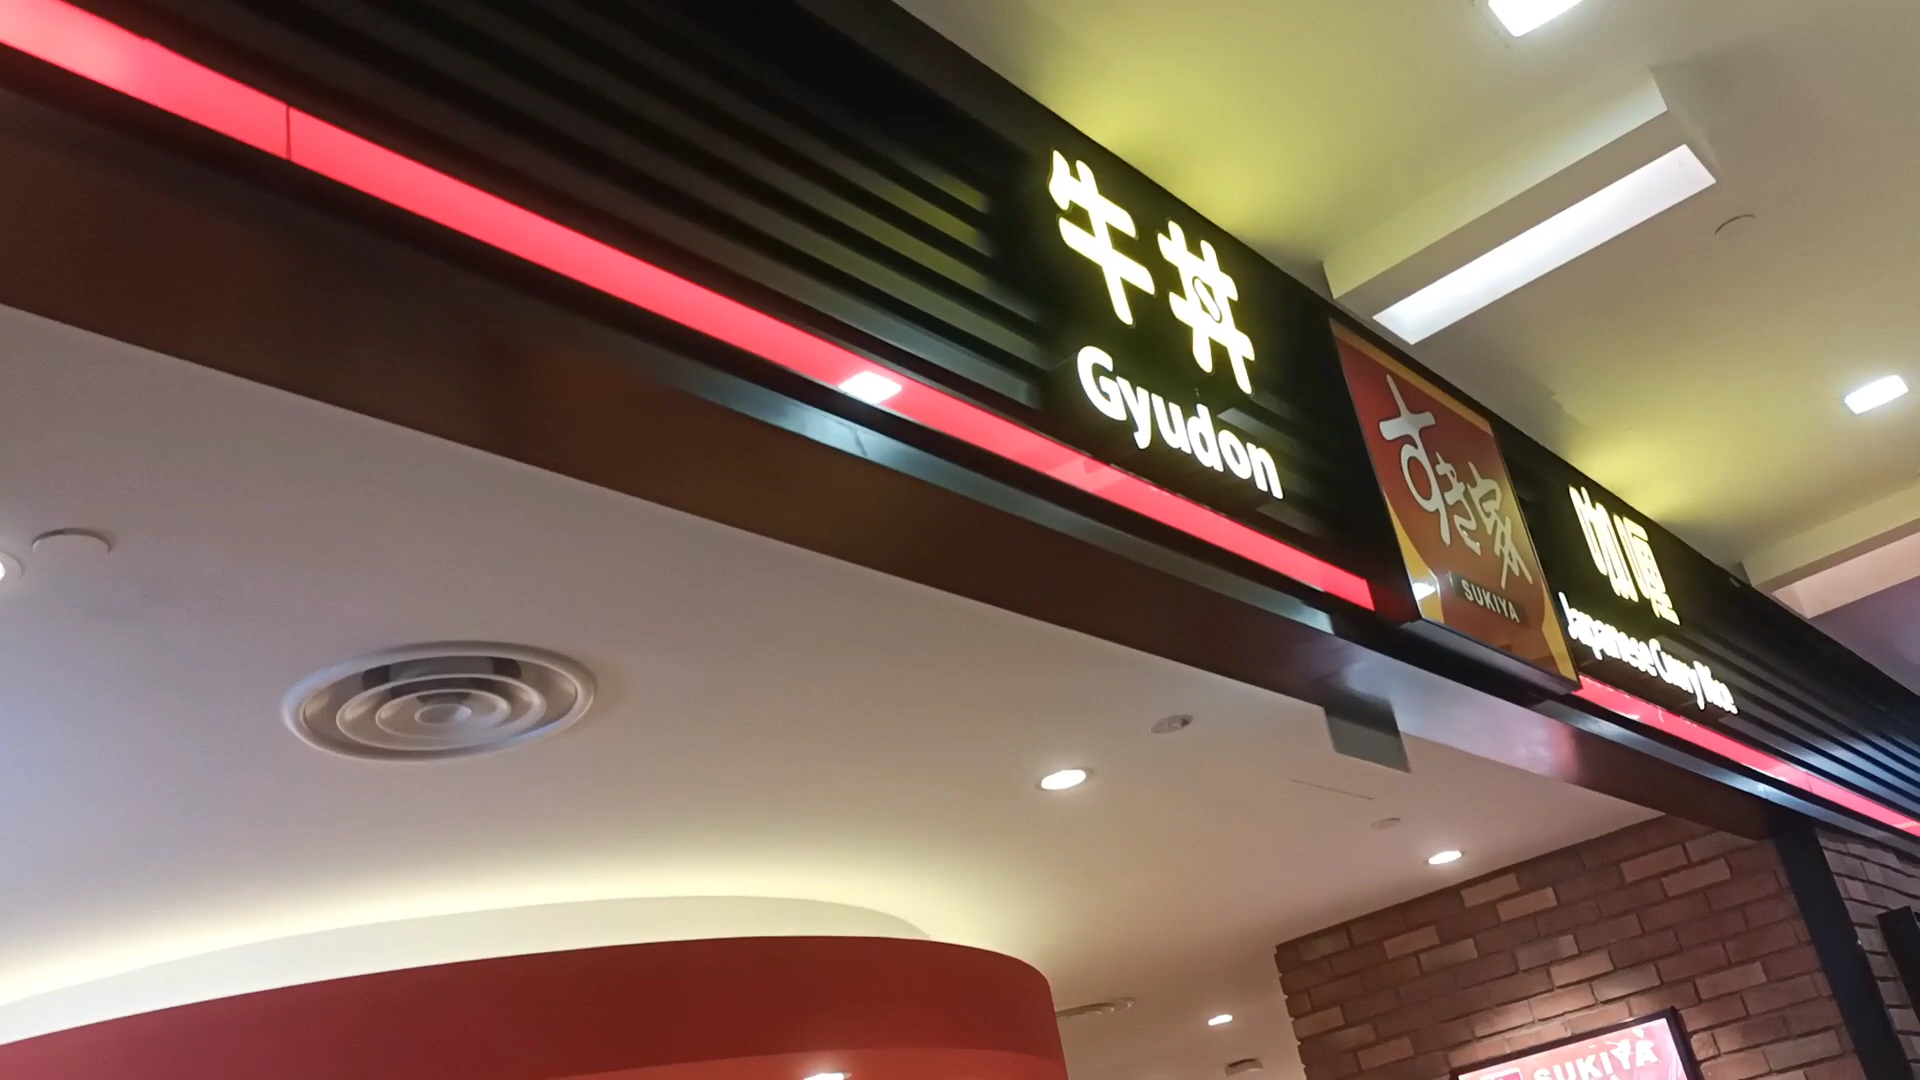 牛丼
Gyudon
すき家
SUKIYA
咖喱
Japanese Curry Rice
SUKIYA